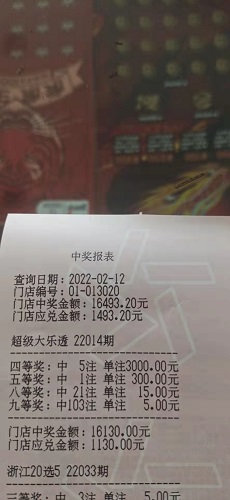 中奖报表
查询日期：2022-02-12
门店编号：01-013020
门店中奖金额：16493.20元
门店应兑金额：1493.20元
超级大乐透 22014期
四等奖：中 5注 单注3000.00元
五等奖：中 1注 单注 300.00元
八等奖：中 21注 单注 15.00元
九等奖：中 103注 单注 5.00元
门店中奖金额：16130.00元
门店应兑金额：1130.00元
浙江20选5 22033期
三等奖：中 3注 单注 5.00元